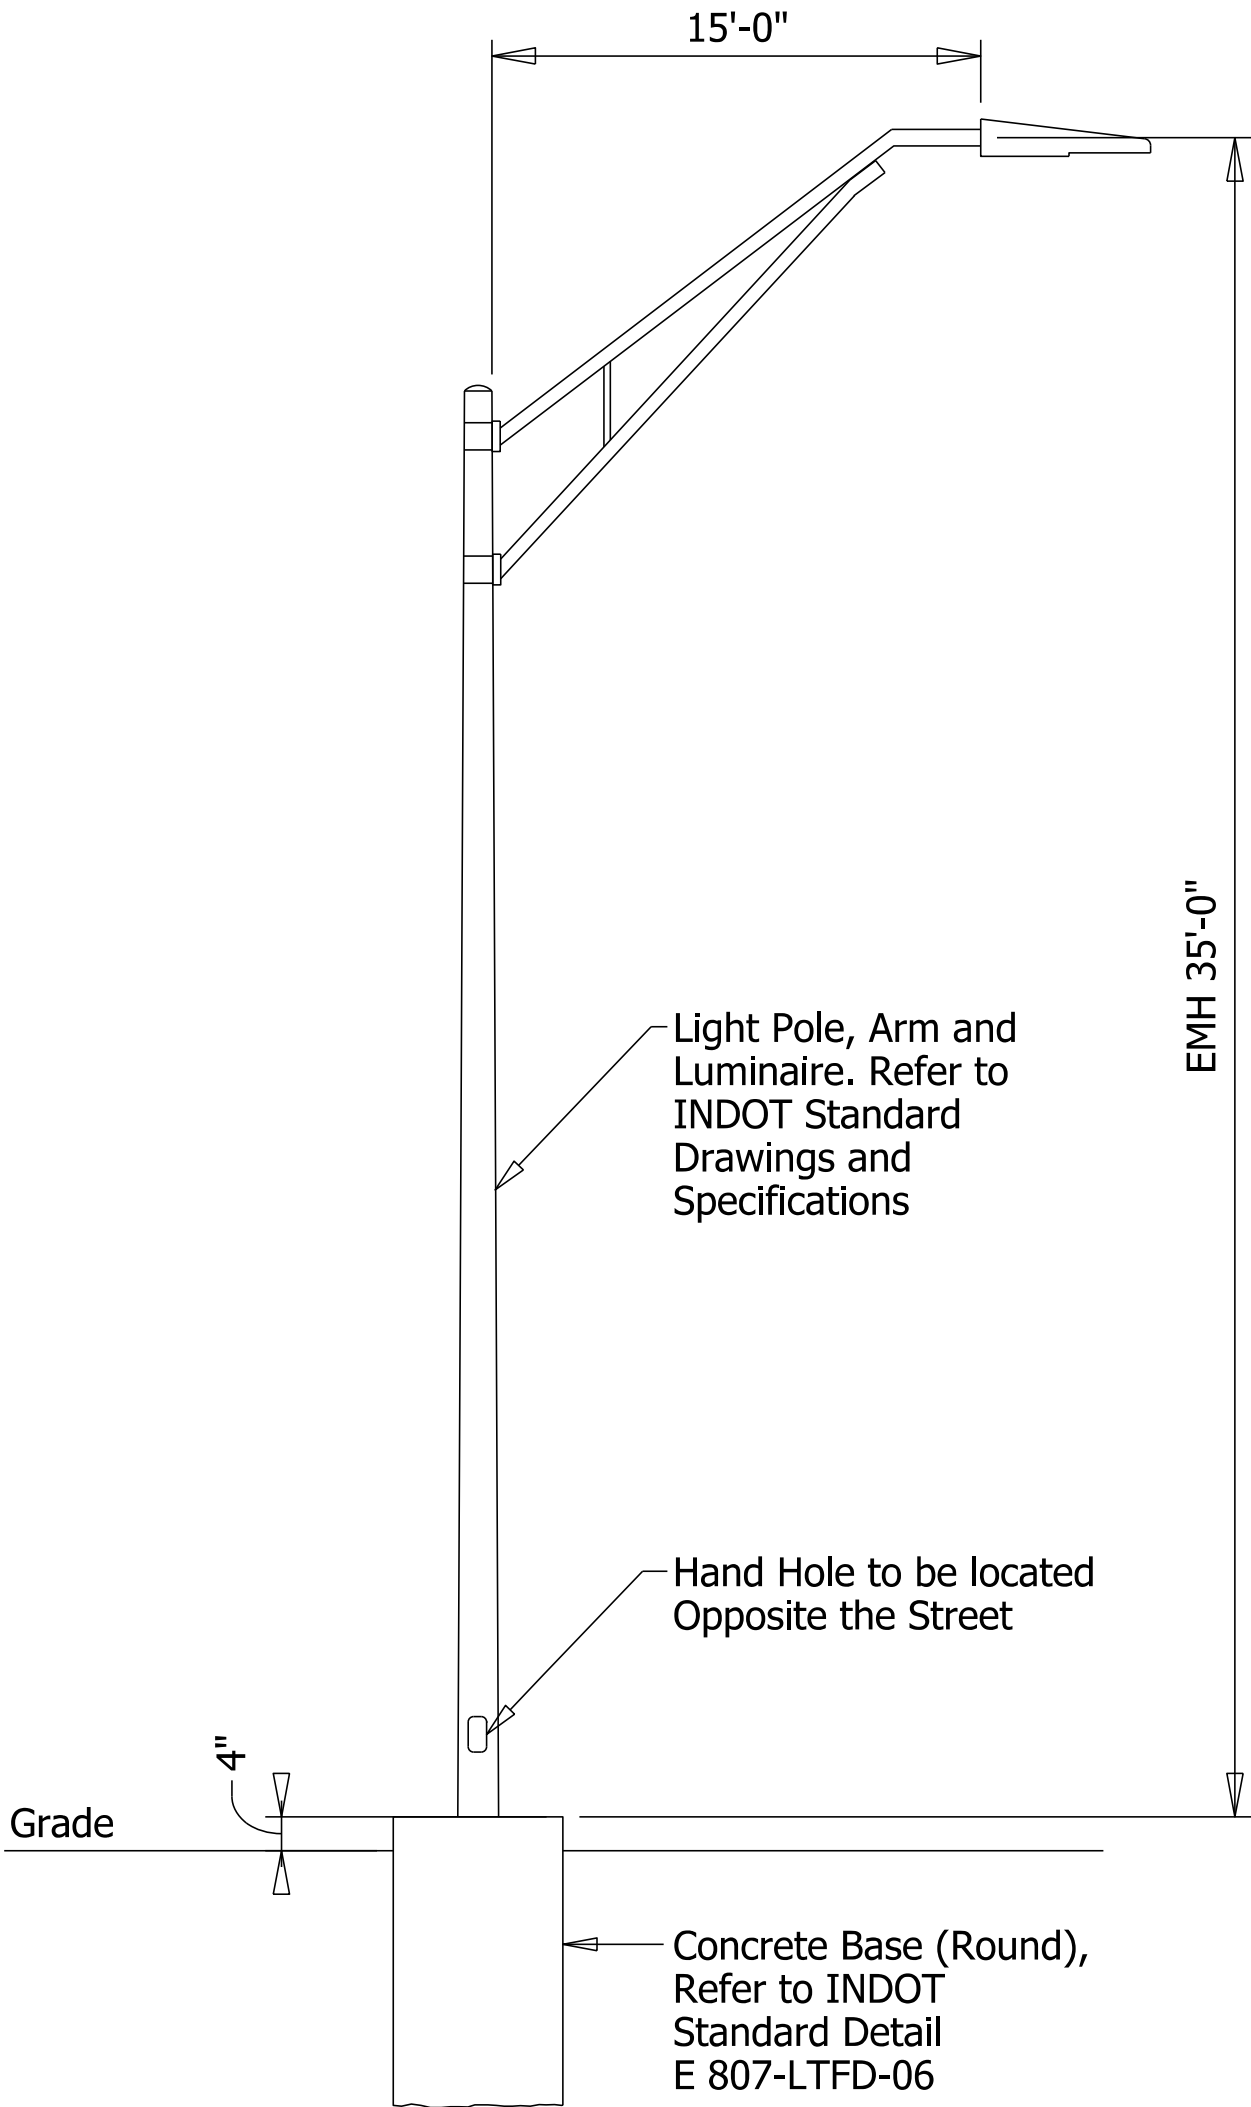 15'-0"
EMH 35'-0"
Light Pole, Arm and
Luminaire. Refer to
INDOT Standard
Drawings and
Specifications
Hand Hole to be located
Opposite the Street
4"
Grade
Concrete Base (Round),
Refer to INDOT
Standard Detail
E 807-LTFD-06